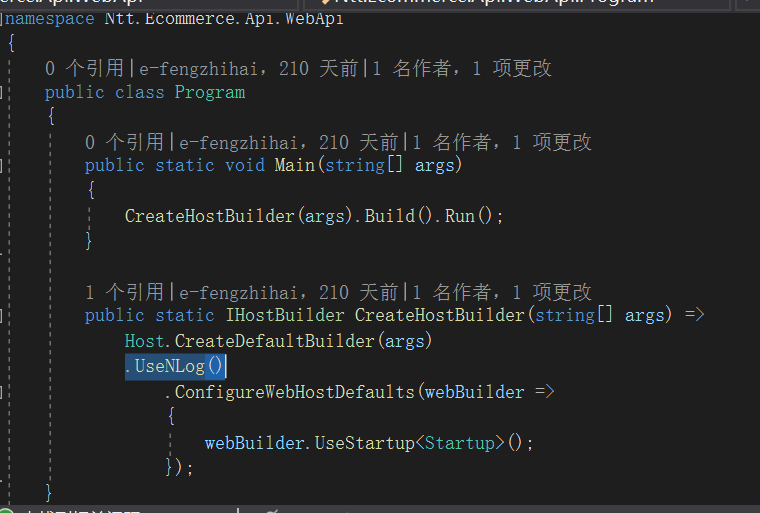 namespace Ntt.Ecommerce.Api.WebApi
{
0 个引用|e-fengzhihai，210 天前|1 名作者，1 项更改
public class Program
{
0 个引用|e-fengzhihai，210 天前|1 名作者，1 项更改
public static void Main(string[] args)
{
CreateHostBuilder(args).Build().Run();
}
1 个引用|e-fengzhihai，210 天前|1 名作者，1 项更改
public static IHostBuilder CreateHostBuilder(string[] args) =>
Host.CreateDefaultBuilder(args)
.UseNLog()
.ConfigureWebHostDefaults(webBuilder =>
{
webBuilder.UseStartup<Startup>();
});
}